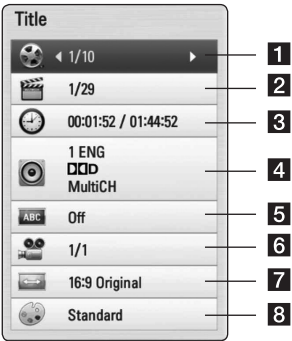 Title
1/10
1
1/29
2
00:01:52 / 01:44:52
3
1 ENG
D
MultiCH
4
ABC
Off
5
1/1
6
16:9 Original
7
Standard
8